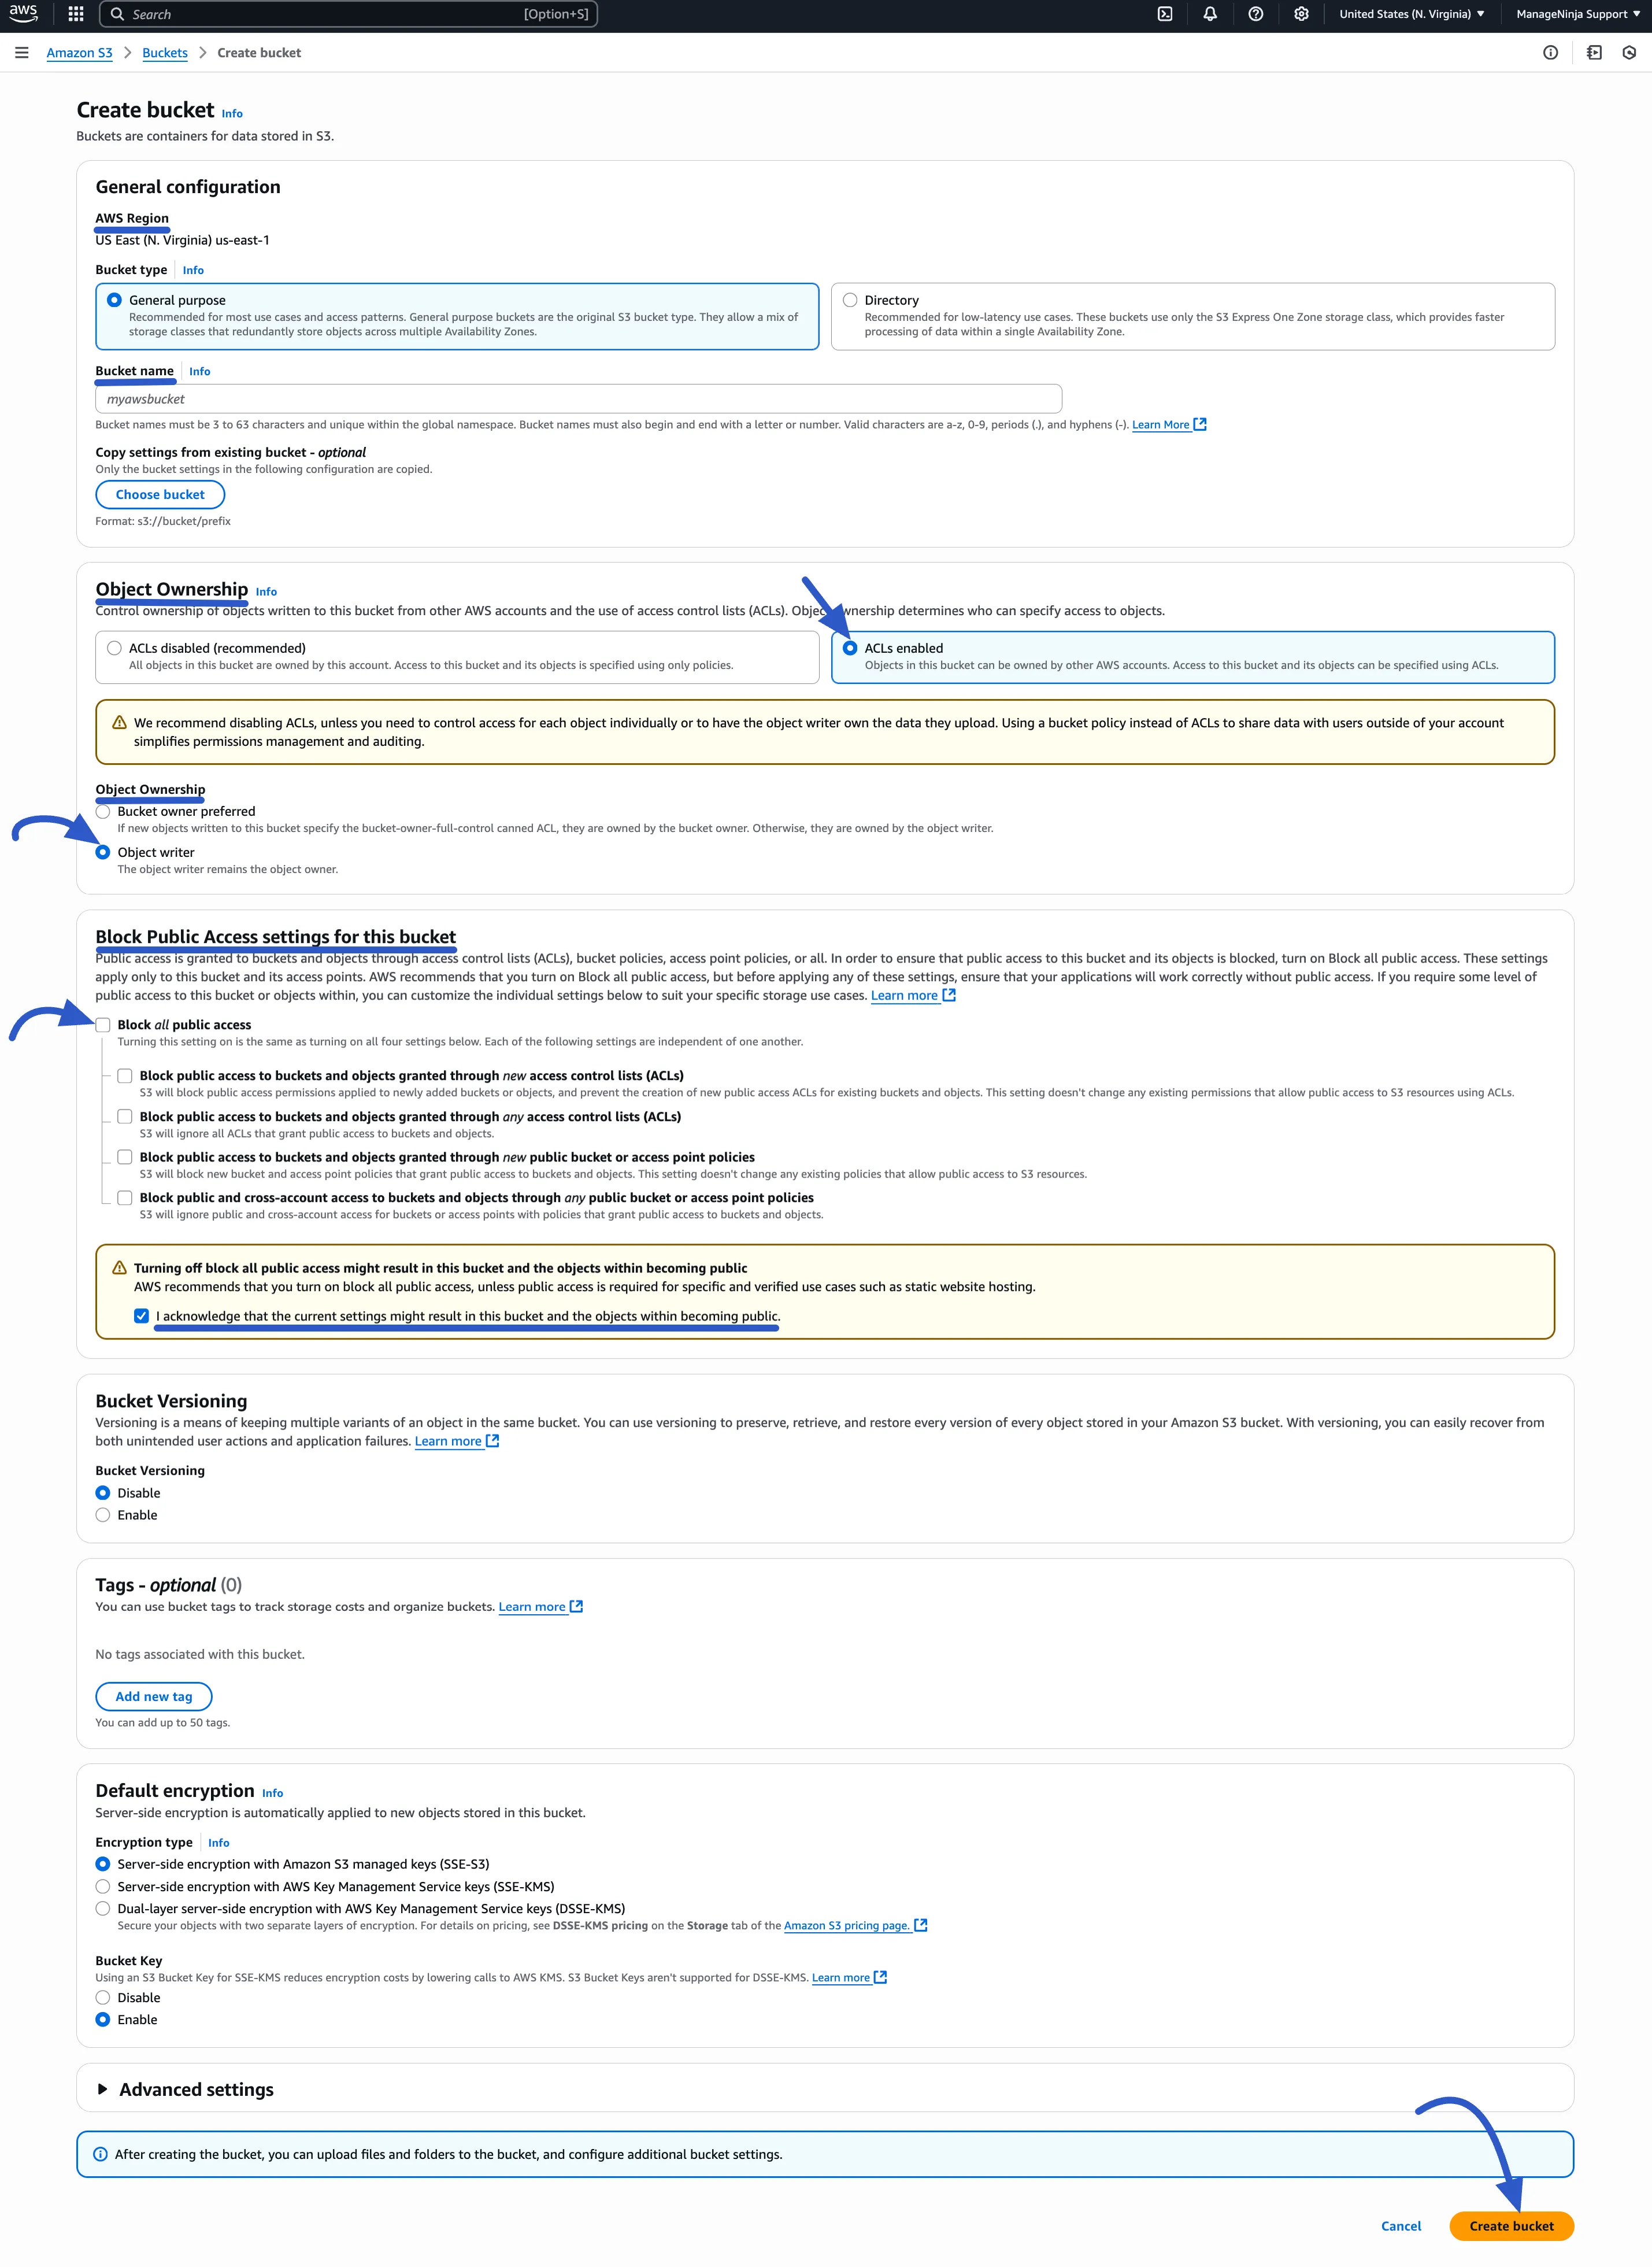 aws
Search [Option+S]
United States (N. Virginia) ManageNinja Support
Amazon S3 Buckets Create bucket
Create bucket Info
Buckets are containers for data stored in S3.
General configuration
AWS Region
US East (N. Virginia) us-east-1
Bucket type Info
General purpose
Recommended for most use cases and access patterns. General purpose buckets are the original S3 bucket type. They allow a mix of
storage classes that redundantly store objects across multiple Availability Zones.
Directory
Recommended for low-latency use cases. These buckets use only the S3 Express One Zone storage class, which provides faster
processing of data within a single Availability Zone.
Bucket name Info
myawsbucket
Bucket names must be 3 to 63 characters and unique within the global namespace. Bucket names must also begin and end with a letter or number. Valid characters are a-z, 0-9, periods (.), and hyphens (-). Learn More
Copy settings from existing bucket - optional
Only the bucket settings in the following configuration are copied.
Choose bucket
Format: s3://bucket/prefix
Object Ownership Info
Control ownership of objects written to this bucket from other AWS accounts and the use of access control lists (ACLs). Object ownership determines who can specify access to objects.
ACLs disabled (recommended)
All objects in this bucket are owned by this account. Access to this bucket and its objects is specified using only policies.
ACLs enabled
Objects in this bucket can be owned by other AWS accounts. Access to this bucket and its objects can be specified using ACLs.
We recommend disabling ACLs, unless you need to control access for each object individually or to have the object writer own the data they upload. Using a bucket policy instead of ACLs to share data with users outside of your account
simplifies permissions management and auditing.
Object Ownership
Bucket owner preferred
If new objects written to this bucket specify the bucket-owner-full-control canned ACL, they are owned by the bucket owner. Otherwise, they are owned by the object writer.
Object writer
The object writer remains the object owner.
Block Public Access settings for this bucket
Public access is granted to buckets and objects through access control lists (ACLs), bucket policies, access point policies, or all. In order to ensure that public access to this bucket and its objects is blocked, turn on Block all public access. These settings
apply only to this bucket and its access points. AWS recommends that you turn on Block all public access, but before applying any of these settings, ensure that your applications will work correctly without public access. If you require some level of
public access to this bucket or objects within, you can customize the individual settings below to suit your specific storage use cases. Learn more
Block all public access
Turning this setting on is the same as turning on all four settings below. Each of the following settings are independent of one another.
Block public access to buckets and objects granted through new access control lists (ACLs)
S3 will block public access permissions applied to newly added buckets or objects, and prevent the creation of new public access ACLs for existing buckets and objects. This setting doesn't change any existing permissions that allow public access to S3 resources using ACLs.
Block public access to buckets and objects granted through any access control lists (ACLs)
S3 will ignore all ACLs that grant public access to buckets and objects.
Block public access to buckets and objects granted through new public bucket or access point policies
S3 will block new bucket and access point policies that grant public access to buckets and objects. This setting doesn't change any existing policies that allow public access to S3 resources.
Block public and cross-account access to buckets and objects through any public bucket or access point policies
S3 will ignore public and cross-account access for buckets or access points with policies that grant public access to buckets and objects.
Turning off block all public access might result in this bucket and the objects within becoming public
AWS recommends that you turn on block all public access, unless public access is required for specific and verified use cases such as static website hosting.
I acknowledge that the current settings might result in this bucket and the objects within becoming public.
Bucket Versioning
Versioning is a means of keeping multiple variants of an object in the same bucket. You can use versioning to preserve, retrieve, and restore every version of every object stored in your Amazon S3 bucket. With versioning, you can easily recover from
both unintended user actions and application failures. Learn more
Bucket Versioning
Disable
Enable
Tags - optional (0)
You can use bucket tags to track storage costs and organize buckets. Learn more
No tags associated with this bucket.
Add new tag
You can add up to 50 tags.
Default encryption Info
Server-side encryption is automatically applied to new objects stored in this bucket.
Encryption type Info
Server-side encryption with Amazon S3 managed keys (SSE-S3)
Server-side encryption with AWS Key Management Service keys (SSE-KMS)
Dual-layer server-side encryption with AWS Key Management Service keys (DSSE-KMS)
Secure your objects with two separate layers of encryption. For details on pricing, see DSSE-KMS pricing on the Storage tab of the Amazon S3 pricing page.
Bucket Key
Using an S3 Bucket Key for SSE-KMS reduces encryption costs by lowering calls to AWS KMS. S3 Bucket Keys aren't supported for DSSE-KMS. Learn more
Disable
Enable
Advanced settings
After creating the bucket, you can upload files and folders to the bucket, and configure additional bucket settings.
Cancel Create bucket